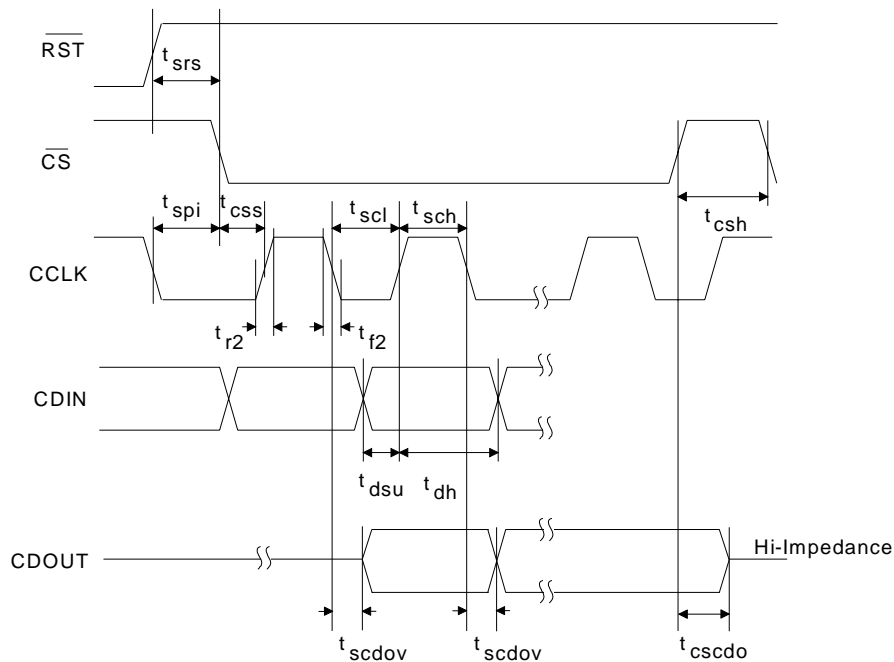 RST
t srs
CS
t spi
t css
t scl
t sch
t csh
CCLK
t r2
t f2
CDIN
t dsu
t dh
CDOUT
Hi-Impedance
t scdov
t scdov
t cscdo